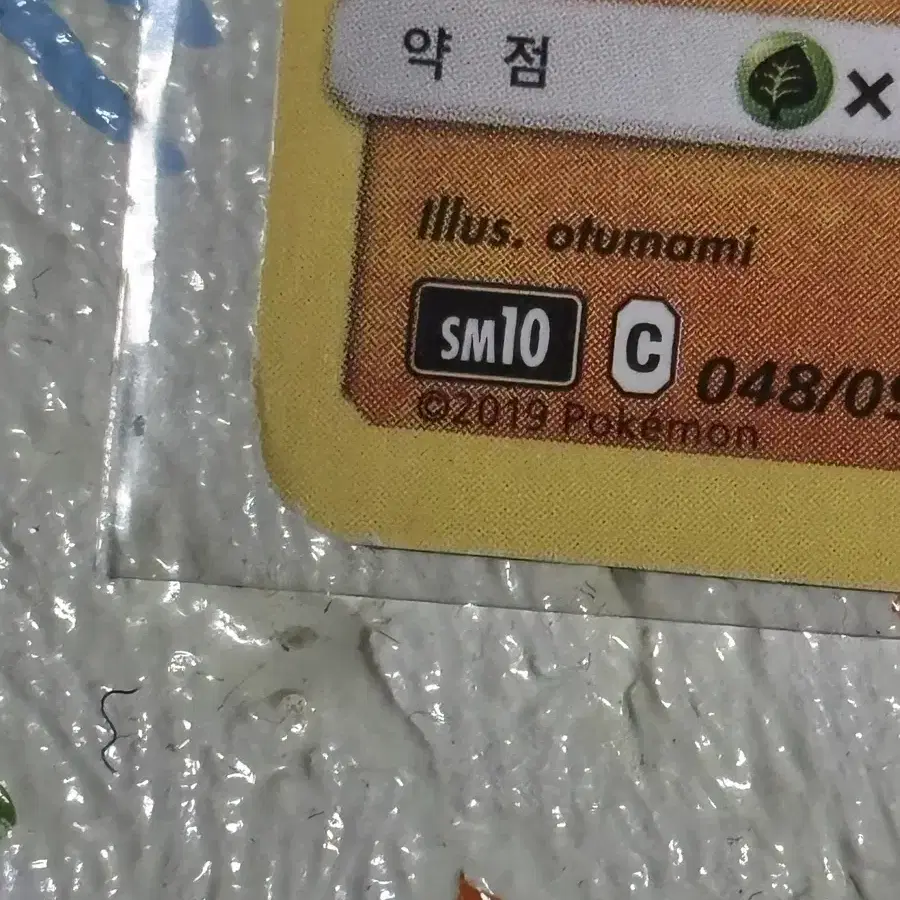 약 점 ×
Illus. otumami
SM10 C 048/09
©2019 Pokémon